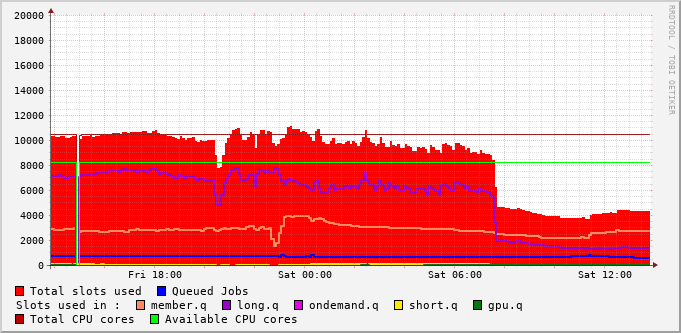 20000
18000
16000
14000
12000
10000
8000
6000
4000
2000
0
Fri 18:00 Sat 00:00 Sat 06:00 Sat 12:00
Total slots used Queued Jobs
Slots used in : member.q long.q ondemand.q short.q gpu.q
Total CPU cores Available CPU cores
RRDTOOL / TOBI OETIKER